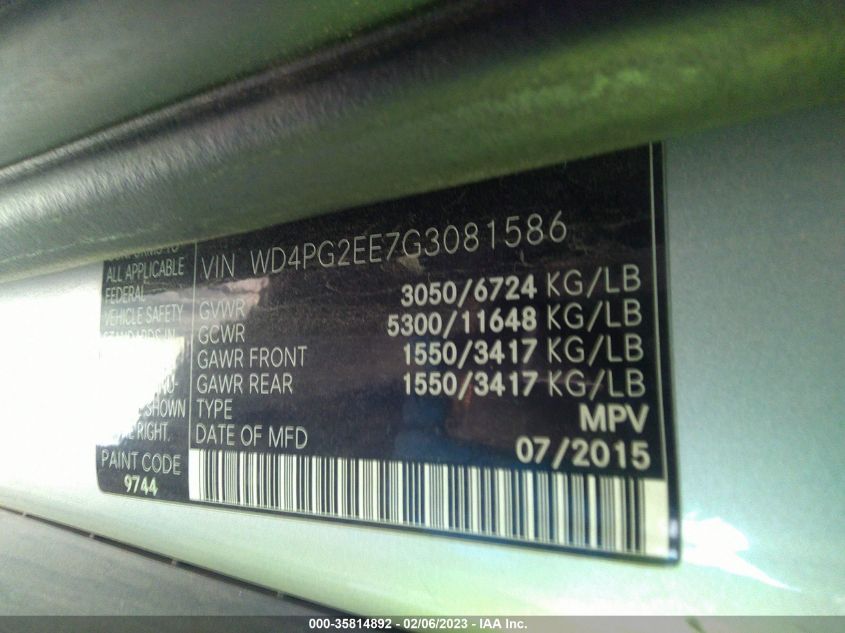 ALL APPLICABLE
FEDERAL
VEHICLE SAFETY
STANDARDS IN
SHOWN
RIGHT.
PAINT CODE
9744
VIN WD4PG2EE7G3081586
GVWR 3050/6724 KG/LB
GCWR 5300/11648 KG/LB
GAWR FRONT 1550/3417 KG/LB
GAWR REAR 1550/3417 KG/LB
TYPE MPV
DATE OF MFD 07/2015
000-35814892 - 02/06/2023 - IAA Inc.